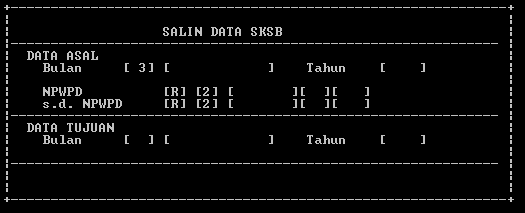 SALIN DATA SKSB
DATA ASAL
Bulan [ 3] [ ] Tahun [ ]
NPWPD [R] [2] [ ][ ][ ]
s.d. NPWPD [R] [2] [ ][ ][ ]
DATA TUJUAN
Bulan [ ] [ ] Tahun [ ]